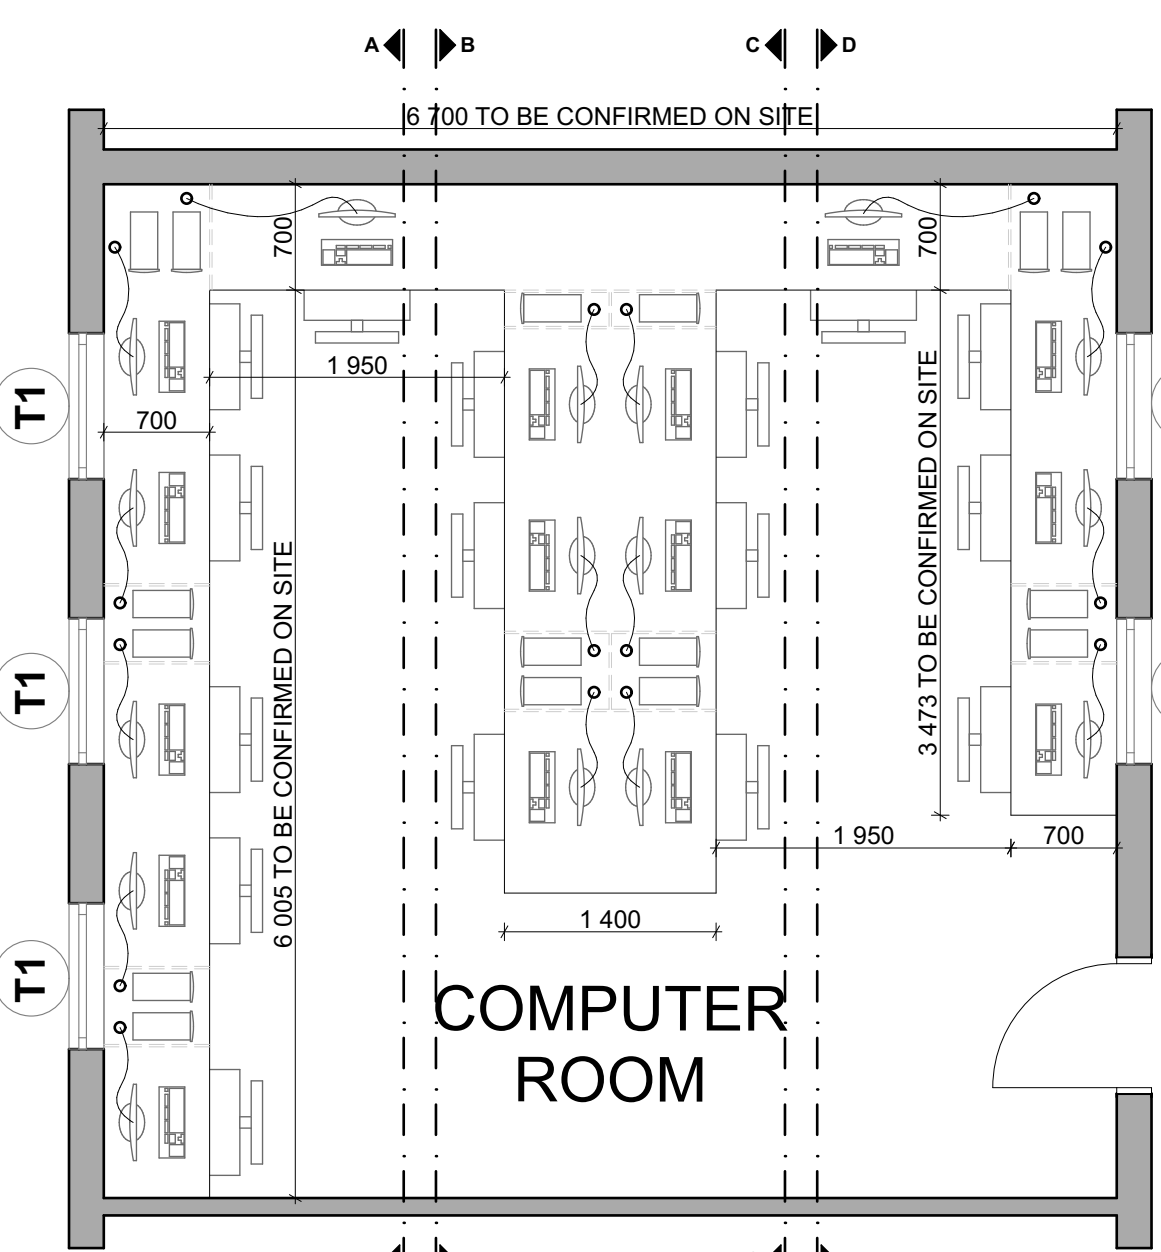 A B C D
6 700 TO BE CONFIRMED ON SITE
700
700
1 950
T1
700
3 473 TO BE CONFIRMED ON SITE
6 005 TO BE CONFIRMED ON SITE
T1
1 950
700
1 400
T1
COMPUTER
ROOM